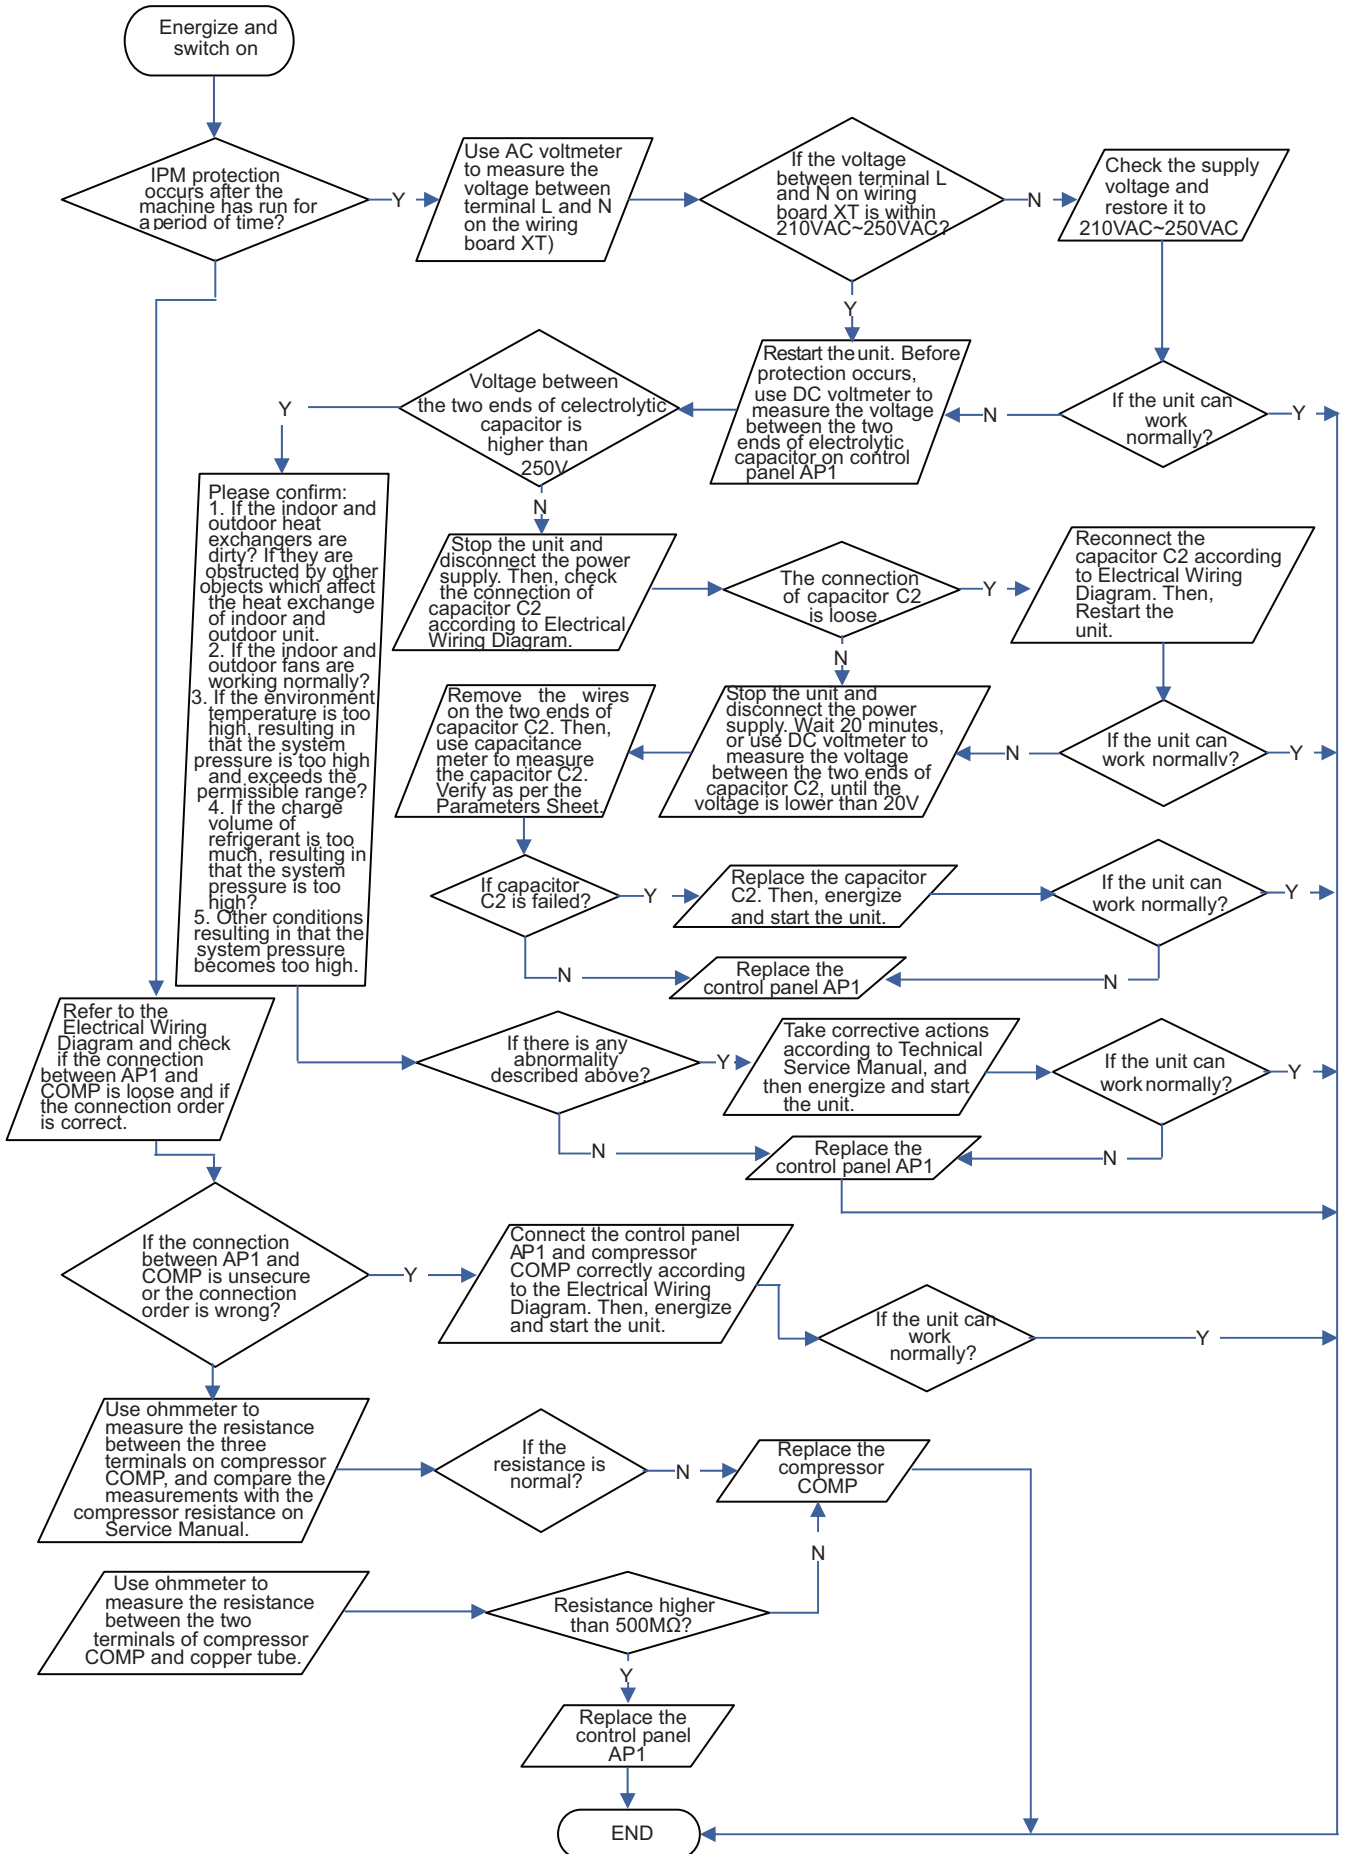 Energize and
switch on
IPM protection
occurs after the
machine has run for
a period of time?
Y
Use AC voltmeter
to measure the
voltage between
terminal L and N
on the wiring
board XT)
If the voltage
between terminal L
and N on wiring
board XT is within
210VAC~250VAC?
N
Check the supply
voltage and
restore it to
210VAC~250VAC
Y
Restart the unit. Before
protection occurs,
use DC voltmeter to
measure the voltage
between the two
ends of electrolytic
capacitor on control
panel AP1
N
If the unit can
work
normally?
Y
Voltage between
the two ends of celectrolytic
capacitor is
higher than
250V
Y
Please confirm:
1. If the indoor and
outdoor heat
exchangers are
dirty? If they are
obstructed by other
objects which affect
the heat exchange
of indoor and
outdoor unit.
2. If the indoor and
outdoor fans are
working normally?
3. If the environment
temperature is too
high, resulting in
that the system
pressure is too high
and exceeds the
permissible range?
4. If the charge
volume of
refrigerant is too
much, resulting in
that the system
pressure is too
high?
5. Other conditions
resulting in that the
system pressure
becomes too high.
N
Stop the unit and
disconnect the power
supply. Then, check
the connection of
capacitor C2
according to Electrical
Wiring Diagram.
The connection
of capacitor C2
is loose.
Y
Reconnect the
capacitor C2 according
to Electrical Wiring
Diagram. Then,
Restart the
unit.
N
Remove the wires
on the two ends of
capacitor C2. Then,
use capacitance
meter to measure
the capacitor C2.
Verify as per the
Parameters Sheet.
Stop the unit and
disconnect the power
supply. Wait 20 minutes,
or use DC voltmeter to
measure the voltage
between the two ends of
capacitor C2, until the
voltage is lower than 20V
N
If the unit can
work normally?
Y
If capacitor
C2 is failed?
Y
Replace the capacitor
C2. Then, energize
and start the unit.
If the unit can
work normally?
Y
N
Replace the
control panel AP1
N
Refer to the
Electrical Wiring
Diagram and check
if the connection
between AP1 and
COMP is loose and if
the connection order
is correct.
If there is any
abnormality
described above?
Y
Take corrective actions
according to Technical
Service Manual, and
then energize and start
the unit.
If the unit can
work normally?
Y
N
Replace the
control panel AP1
N
If the connection
between AP1 and
COMP is unsecure
or the connection
order is wrong?
Y
Connect the control panel
AP1 and compressor
COMP correctly according
to the Electrical Wiring
Diagram. Then, energize
and start the unit.
If the unit can
work
normally?
Y
Use ohmmeter to
measure the resistance
between the three
terminals on compressor
COMP, and compare the
measurements with the
compressor resistance on
Service Manual.
If the
resistance is
normal?
N
Replace the
compressor
COMP
N
Use ohmmeter to
measure the resistance
between the two
terminals of compressor
COMP and copper tube.
Resistance higher
than 500MΩ?
Y
Replace the
control panel
AP1
END